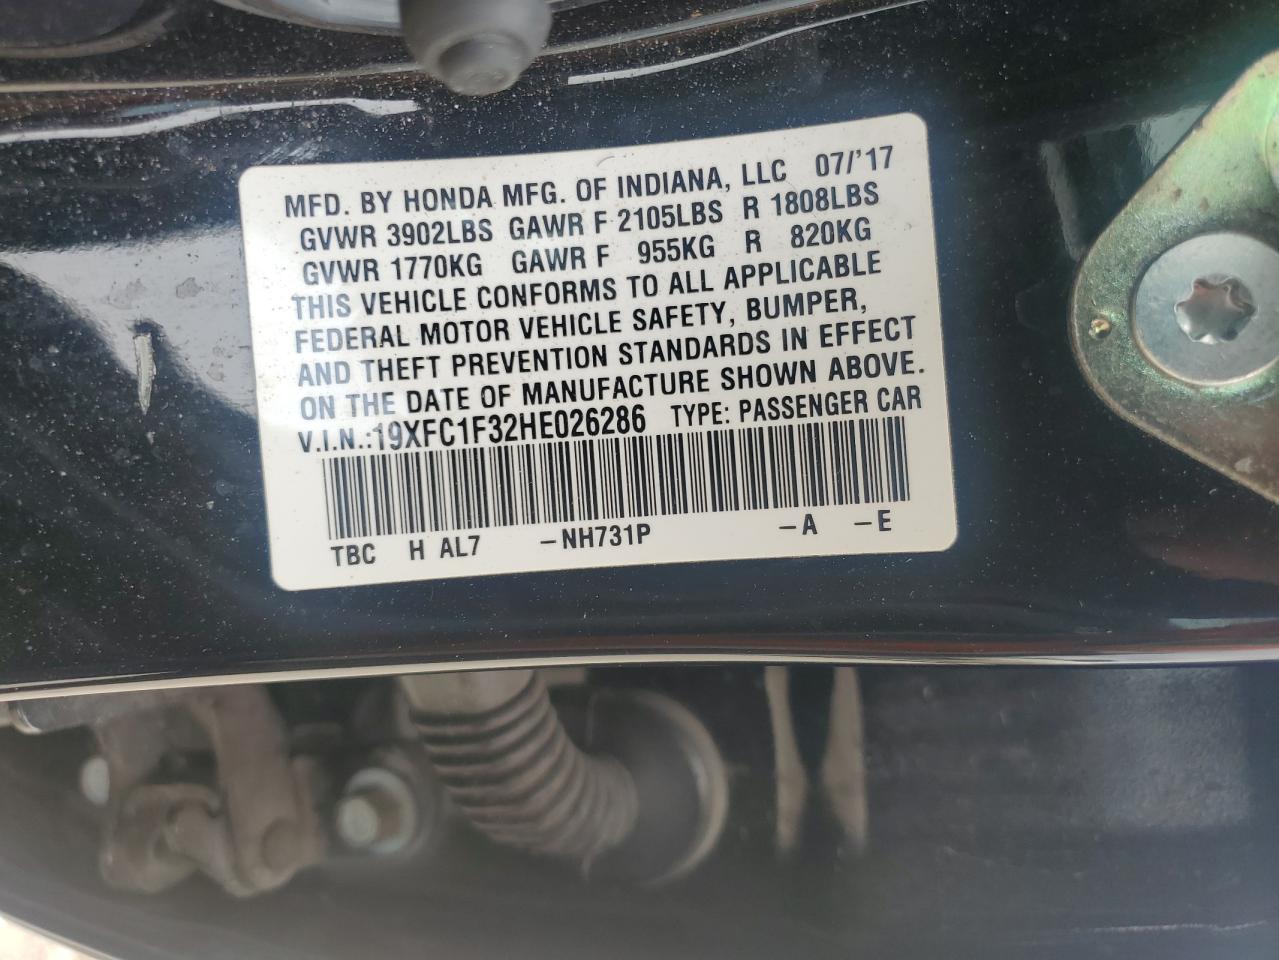 MFD. BY HONDA MFG. OF INDIANA, LLC 07/'17
GVWR 3902LBS GAWR F 2105LBS R 1808LBS
GVWR 1770KG GAWR F 955KG R 820KG
THIS VEHICLE CONFORMS TO ALL APPLICABLE
FEDERAL MOTOR VEHICLE SAFETY, BUMPER,
AND THEFT PREVENTION STANDARDS IN EFFECT
ON THE DATE OF MANUFACTURE SHOWN ABOVE.
V.I.N.:19XFC1F32HE026286 TYPE: PASSENGER CAR
TBC H AL7 -NH731P -A -E